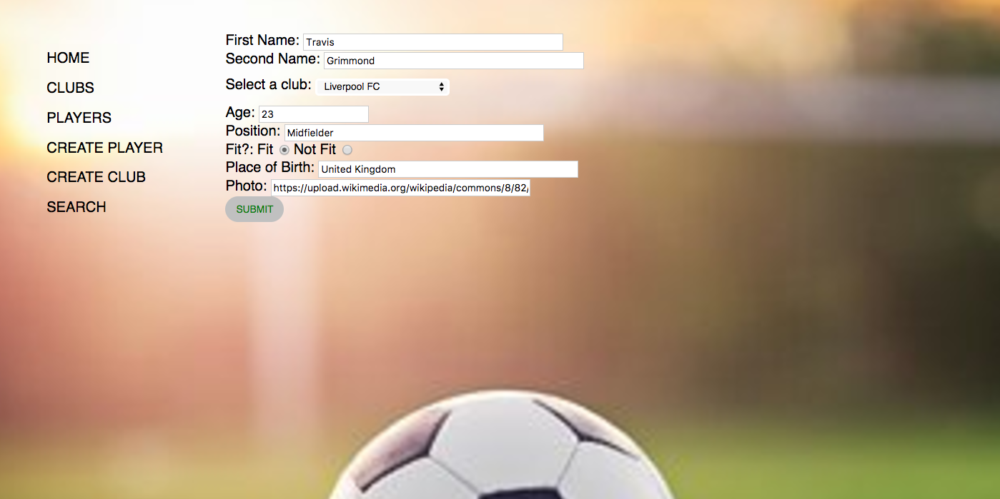 HOME
CLUBS
PLAYERS
CREATE PLAYER
CREATE CLUB
SEARCH
First Name: Travis
Second Name: Grimmond
Select a club: Liverpool FC
Age: 23
Position: Midfielder
Fit?: Fit Not Fit
Place of Birth: United Kingdom
Photo: https://upload.wikimedia.org/wikipedia/commons/8/82/
SUBMIT